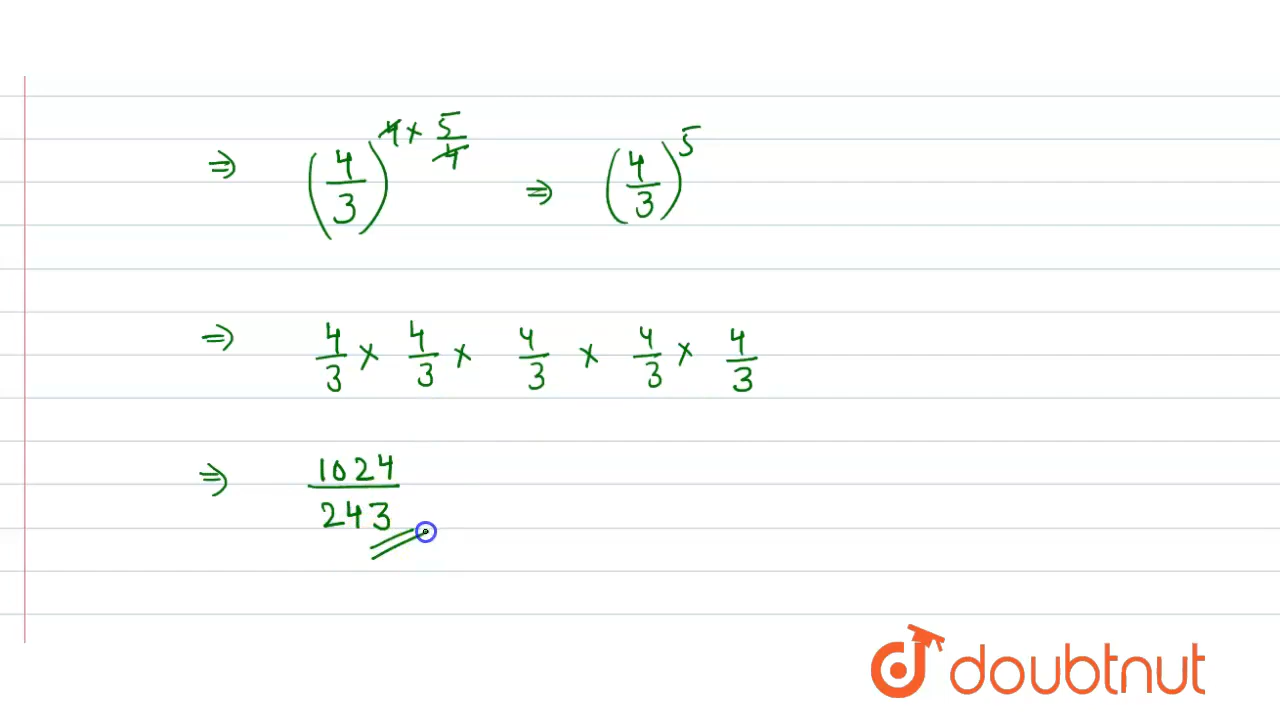 ⇒ (4/3)^(4 × 5/4) ⇒ (4/3)^5
⇒ 4/3 × 4/3 × 4/3 × 4/3 × 4/3
⇒ 1024/243
doubtnut